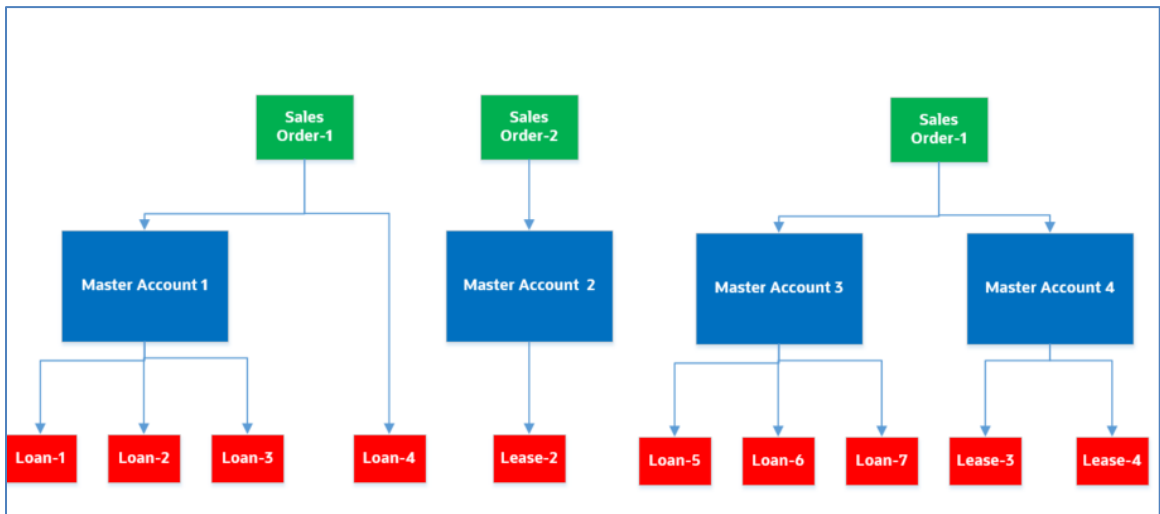 Sales
Order-1
Sales
Order-2
Sales
Order-1
Master Account 1
Master Account 2
Master Account 3
Master Account 4
Loan-1
Loan-2
Loan-3
Loan-4
Lease-2
Loan-5
Loan-6
Loan-7
Lease-3
Lease-4